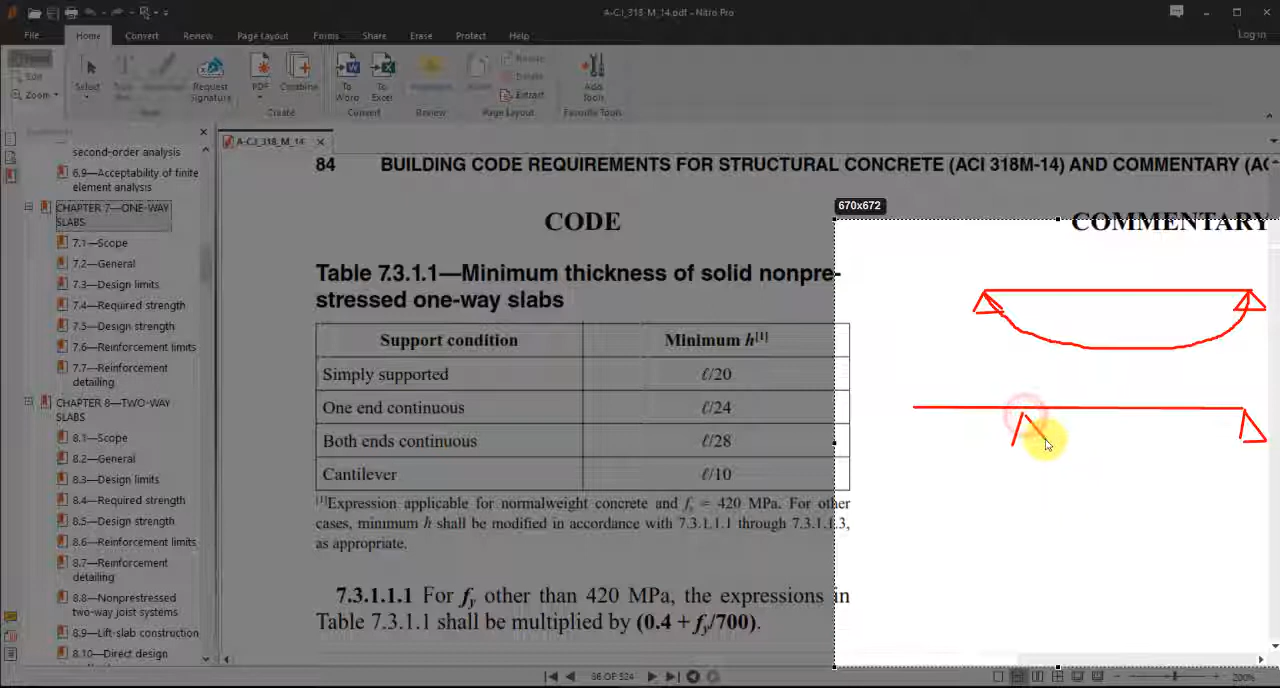 A-CJ_318-M_14.pdf - Nitro Pro
File Home Convert Review Page Layout Forms Share Erase Protect Help Log in
Edit
Zoom
Select
Request Signature
PDF
Combine
To Word
To Excel
Extract
Add Tools
Create Convert Review Page Layout Favorite Tools
A-CJ_318_M_14
second-order analysis
6.9—Acceptability of finite element analysis
CHAPTER 7—ONE-WAY SLABS
7.1—Scope
7.2—General
7.3—Design limits
7.4—Required strength
7.5—Design strength
7.6—Reinforcement limits
7.7—Reinforcement detailing
CHAPTER 8—TWO-WAY SLABS
8.1—Scope
8.2—General
8.3—Design limits
8.4—Required strength
8.5—Design strength
8.6—Reinforcement limits
8.7—Reinforcement detailing
8.8—Nonprestressed two-way joist systems
8.9—Lift-slab construction
8.10—Direct design
84 BUILDING CODE REQUIREMENTS FOR STRUCTURAL CONCRETE (ACI 318M-14) AND COMMENTARY (AC
670x672
CODE
COMMENTARY
Table 7.3.1.1—Minimum thickness of solid nonpre-
stressed one-way slabs
Support condition Minimum h[1]
Simply supported ℓ/20
One end continuous ℓ/24
Both ends continuous ℓ/28
Cantilever ℓ/10
[1]Expression applicable for normalweight concrete and fy = 420 MPa. For other
cases, minimum h shall be modified in accordance with 7.3.1.1.1 through 7.3.1.1.3,
as appropriate.
7.3.1.1.1 For fy other than 420 MPa, the expressions in
Table 7.3.1.1 shall be multiplied by (0.4 + fy/700).
86 OF 524
200%